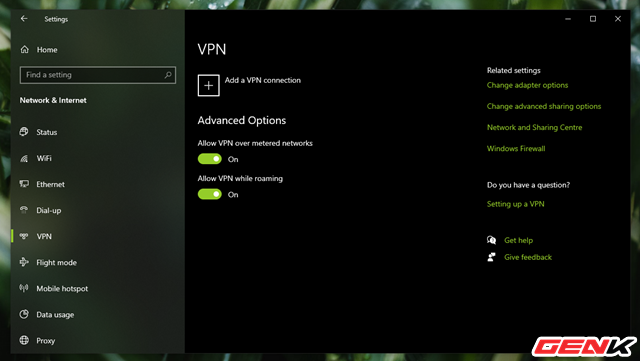 Settings
Home
Find a setting
Network & Internet
Status
WiFi
Ethernet
Dial-up
VPN
Flight mode
Mobile hotspot
Data usage
Proxy
VPN
Add a VPN connection
Advanced Options
Allow VPN over metered networks
On
Allow VPN while roaming
On
Related settings
Change adapter options
Change advanced sharing options
Network and Sharing Centre
Windows Firewall
Do you have a question?
Setting up a VPN
Get help
Give feedback
GENK